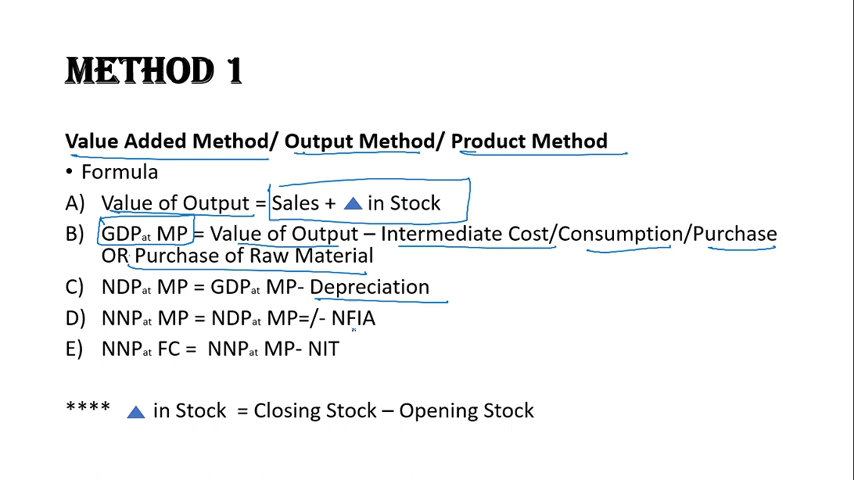 METHOD 1
Value Added Method/ Output Method/ Product Method
• Formula
A) Value of Output = Sales + ▲ in Stock
B) GDPat MP = Value of Output – Intermediate Cost/Consumption/Purchase
OR Purchase of Raw Material
C) NDPat MP = GDPat MP- Depreciation
D) NNPat MP = NDPat MP=/- NFIA
E) NNPat FC = NNPat MP- NIT
**** ▲ in Stock = Closing Stock – Opening Stock